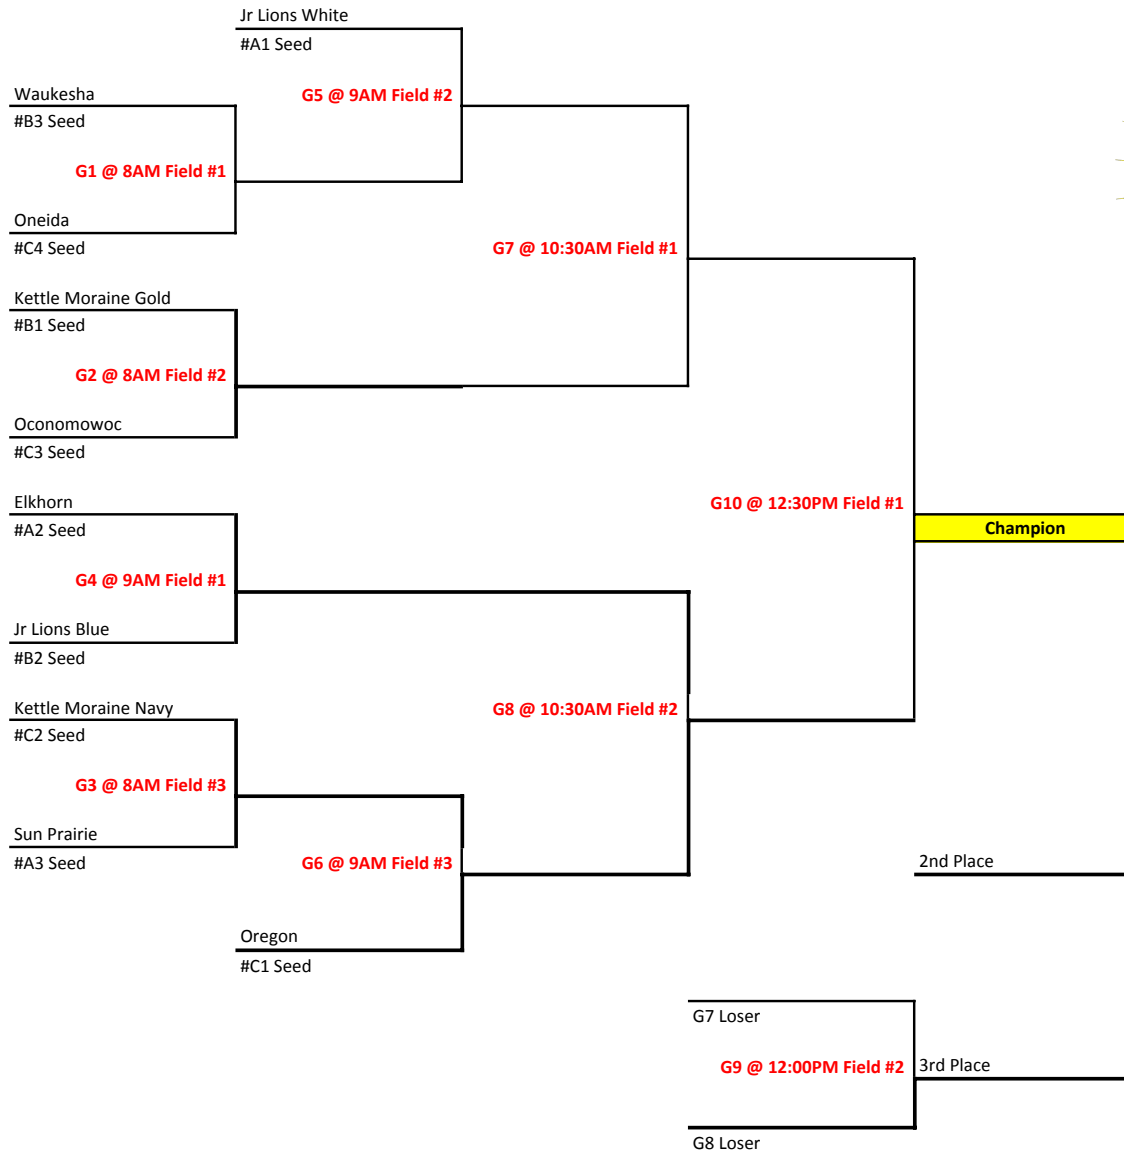 Jr Lions White
#A1 Seed
Waukesha
G5 @ 9AM Field #2
#B3 Seed
G1 @ 8AM Field #1
Oneida
#C4 Seed
G7 @ 10:30AM Field #1
Kettle Moraine Gold
#B1 Seed
G2 @ 8AM Field #2
Oconomowoc
#C3 Seed
Elkhorn
G10 @ 12:30PM Field #1
#A2 Seed
Champion
G4 @ 9AM Field #1
Jr Lions Blue
#B2 Seed
Kettle Moraine Navy
G8 @ 10:30AM Field #2
#C2 Seed
G3 @ 8AM Field #3
Sun Prairie
#A3 Seed
G6 @ 9AM Field #3
2nd Place
Oregon
#C1 Seed
G7 Loser
G9 @ 12:00PM Field #2
3rd Place
G8 Loser